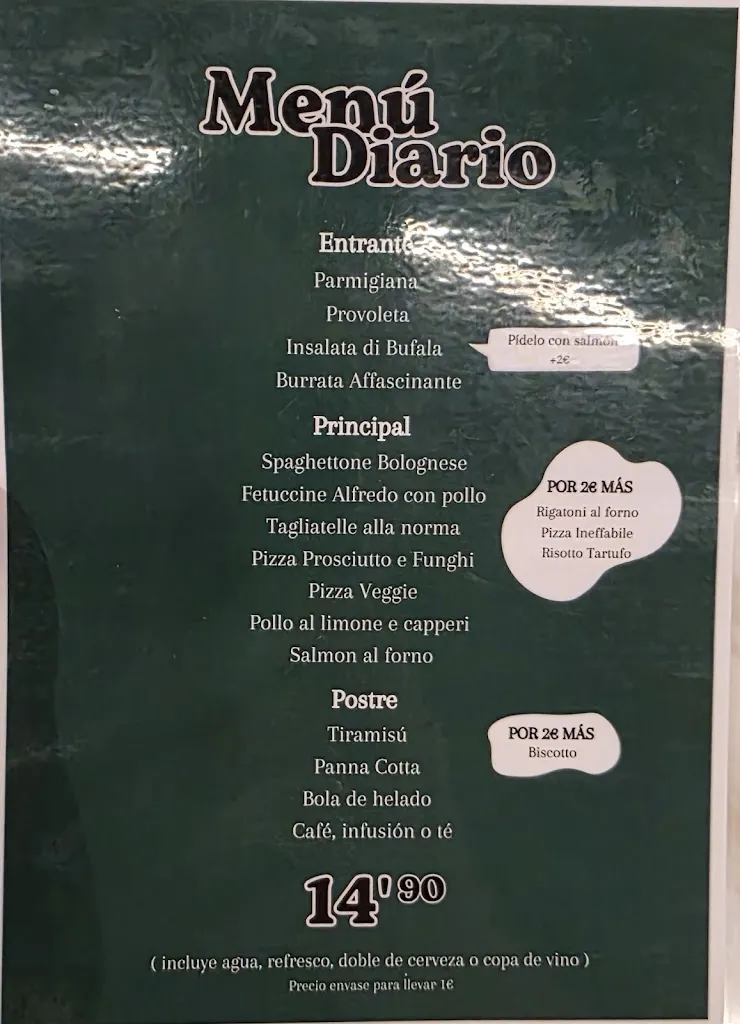 Menú
Diario
Entrante
Parmigiana
Provoleta
Insalata di Bufala
Pídelo con salmón
+2€
Burrata Affascinante
Principal
Spaghettone Bolognese
Fetuccine Alfredo con pollo
Tagliatelle alla norma
Pizza Prosciutto e Funghi
Pizza Veggie
Pollo al limone e capperi
Salmon al forno
POR 2€ MÁS
Rigatoni al forno
Pizza Ineffabile
Risotto Tartufo
Postre
Tiramisú
Panna Cotta
Bola de helado
Café, infusión o té
POR 2€ MÁS
Biscotto
14'90
( incluye agua, refresco, doble de cerveza o copa de vino )
Precio envase para llevar 1€